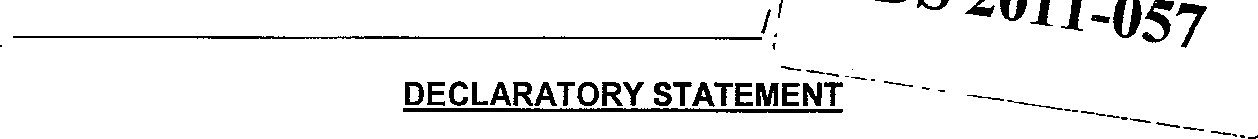 DS 2011-057
DECLARATORY STATEMENT